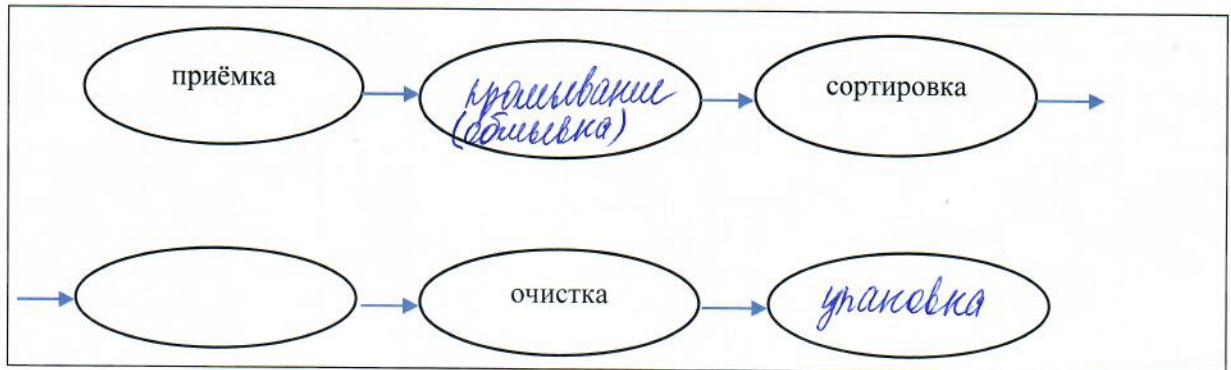 приёмка
промывание
(обмывка)
сортировка
очистка
упаковка